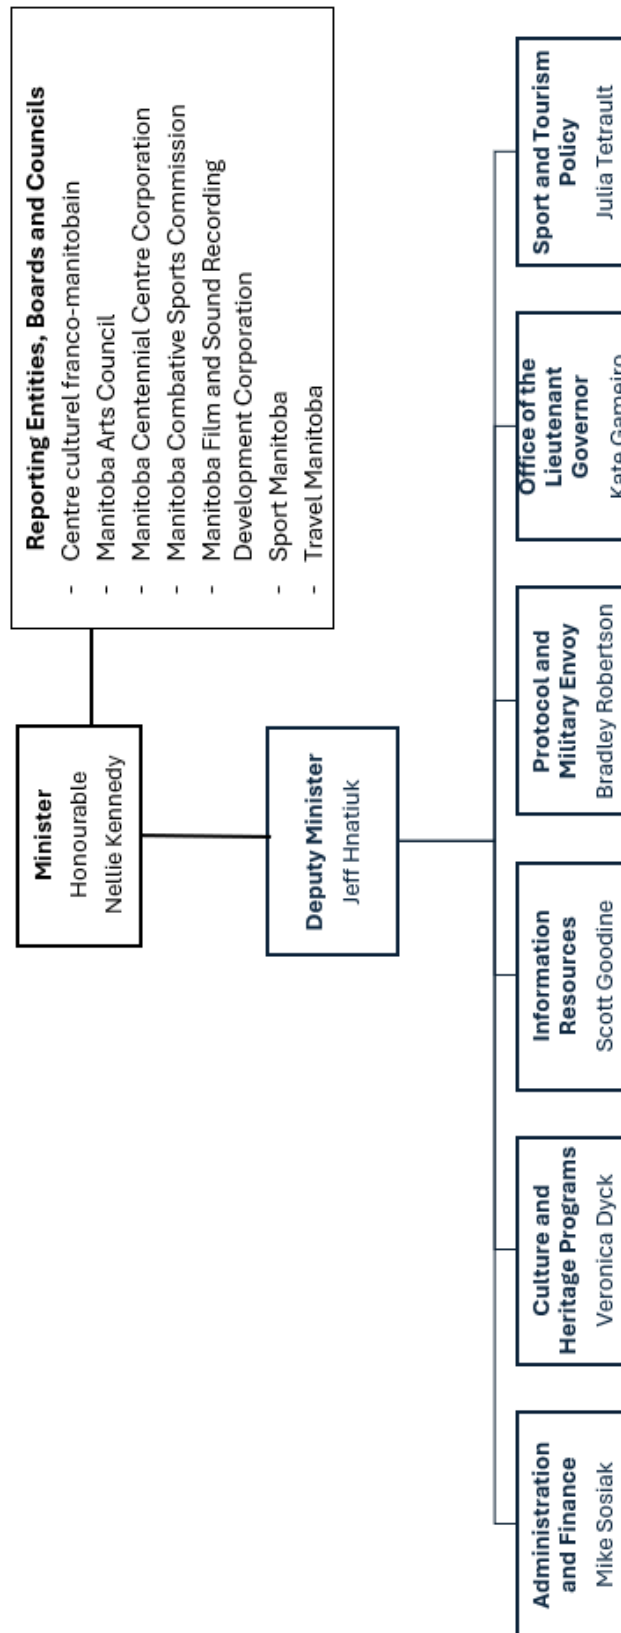 Minister
Honourable
Nellie Kennedy
Reporting Entities, Boards and Councils
- Centre culturel franco-manitobain
- Manitoba Arts Council
- Manitoba Centennial Centre Corporation
- Manitoba Combative Sports Commission
- Manitoba Film and Sound Recording
Development Corporation
- Sport Manitoba
- Travel Manitoba
Deputy Minister
Jeff Hnatiuk
Administration
and Finance
Mike Sosiak
Culture and
Heritage Programs
Veronica Dyck
Information
Resources
Scott Goodine
Protocol and
Military Envoy
Bradley Robertson
Office of the
Lieutenant
Governor
Kate Gameiro
Sport and Tourism
Policy
Julia Tetrault